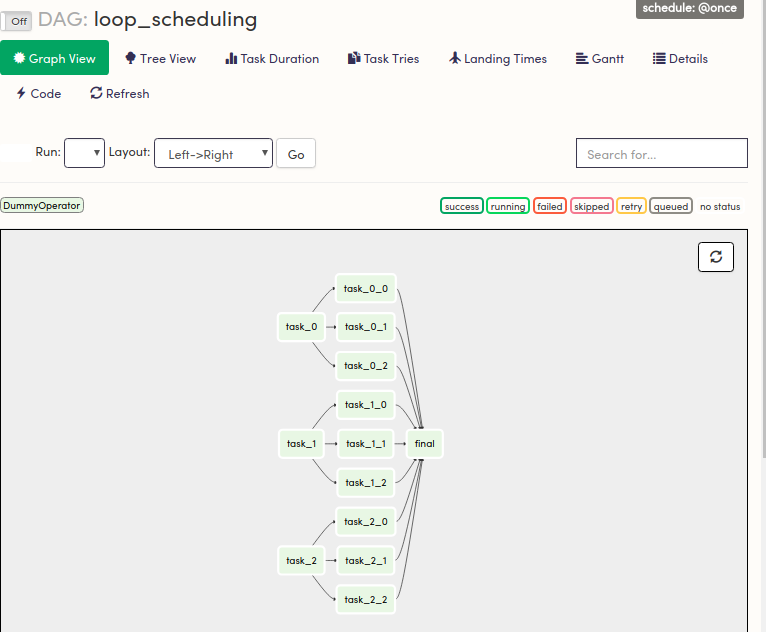 schedule: @once
Off DAG: loop_scheduling
Graph View Tree View Task Duration Task Tries Landing Times Gantt Details
Code Refresh
Run: Layout: Left->Right Go Search for...
DummyOperator success running failed skipped retry queued no status
task_0_0
task_0 task_0_1
task_0_2
task_1_0
task_1 task_1_1 final
task_1_2
task_2_0
task_2 task_2_1
task_2_2